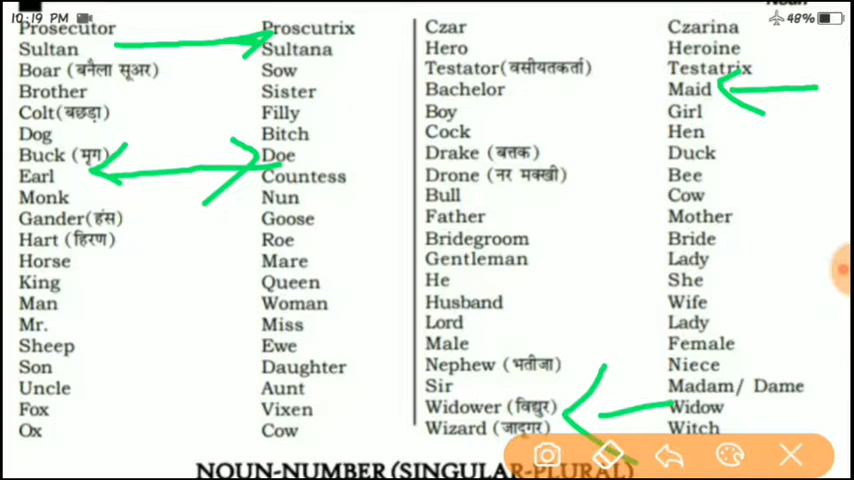 Noun
10:19 PM
48%
Prosecutor Proscutrix
Sultan Sultana
Boar (बनैला सूअर) Sow
Brother Sister
Colt(बछड़ा) Filly
Dog Bitch
Buck (मृग) Doe
Earl Countess
Monk Nun
Gander(हंस) Goose
Hart (हिरण) Roe
Horse Mare
King Queen
Man Woman
Mr. Miss
Sheep Ewe
Son Daughter
Uncle Aunt
Fox Vixen
Ox Cow
Czar Czarina
Hero Heroine
Testator(वसीयतकर्ता) Testatrix
Bachelor Maid
Boy Girl
Cock Hen
Drake (बत्तक) Duck
Drone (नर मक्खी) Bee
Bull Cow
Father Mother
Bridegroom Bride
Gentleman Lady
He She
Husband Wife
Lord Lady
Male Female
Nephew (भतीजा) Niece
Sir Madam/ Dame
Widower (विद्युर) Widow
Wizard (जादूगर) Witch
NOUN-NUMBER (SINGULAR-PLURAL)